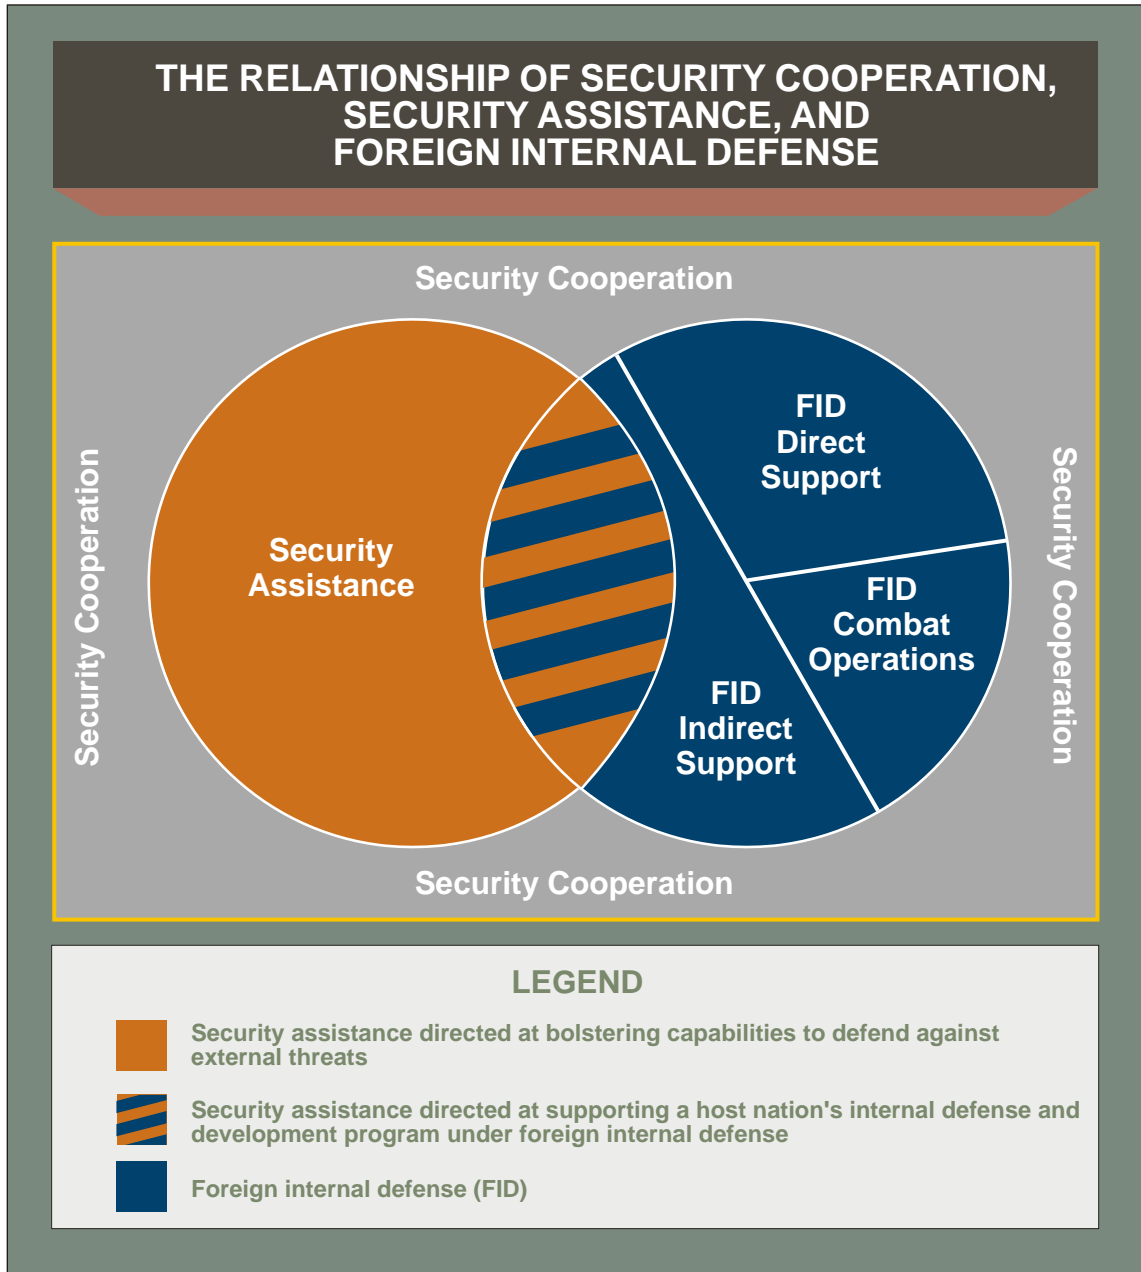 THE RELATIONSHIP OF SECURITY COOPERATION,
SECURITY ASSISTANCE, AND
FOREIGN INTERNAL DEFENSE
Security Cooperation
Security Cooperation
Security
Assistance
FID
Direct
Support
FID
Combat
Operations
FID
Indirect
Support
Security Cooperation
Security Cooperation
LEGEND
Security assistance directed at bolstering capabilities to defend against
external threats
Security assistance directed at supporting a host nation's internal defense and
development program under foreign internal defense
Foreign internal defense (FID)